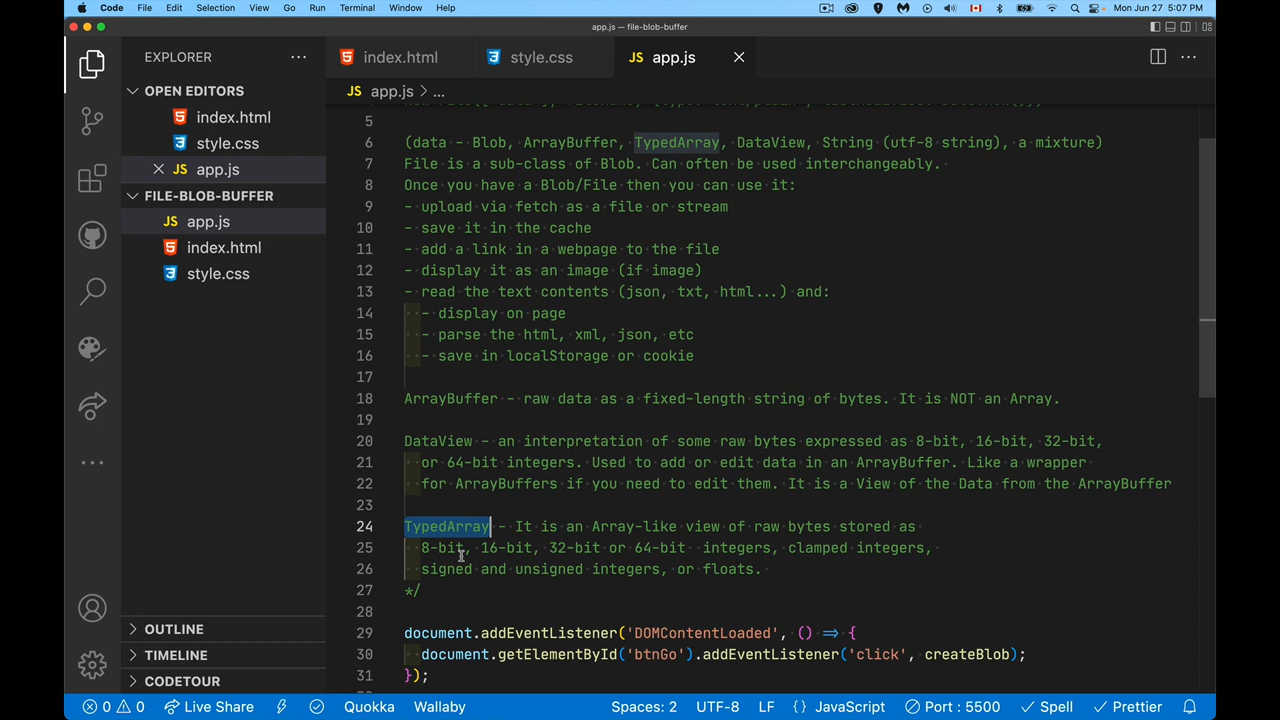 Code File Edit Selection View Go Run Terminal Window Help Mon Jun 27 5:07 PM
app.js — file-blob-buffer
EXPLORER
index.html
style.css
JS app.js
OPEN EDITORS
index.html
style.css
JS app.js
FILE-BLOB-BUFFER
JS app.js
index.html
style.css
OUTLINE
TIMELINE
CODETOUR
JS app.js > ...
5
6 (data - Blob, ArrayBuffer, TypedArray, DataView, String (utf-8 string), a mixture)
7 File is a sub-class of Blob. Can often be used interchangeably.
8 Once you have a Blob/File then you can use it:
9 - upload via fetch as a file or stream
10 - save it in the cache
11 - add a link in a webpage to the file
12 - display it as an image (if image)
13 - read the text contents (json, txt, html...) and:
14 - display on page
15 - parse the html, xml, json, etc
16 - save in localStorage or cookie
17
18 ArrayBuffer - raw data as a fixed-length string of bytes. It is NOT an Array.
19
20 DataView - an interpretation of some raw bytes expressed as 8-bit, 16-bit, 32-bit,
21 or 64-bit integers. Used to add or edit data in an ArrayBuffer. Like a wrapper
22 for ArrayBuffers if you need to edit them. It is a View of the Data from the ArrayBuffer
23
24 TypedArray - It is an Array-like view of raw bytes stored as
25 8-bit, 16-bit, 32-bit or 64-bit integers, clamped integers,
26 signed and unsigned integers, or floats.
27 */
28
29 document.addEventListener('DOMContentLoaded', () => {
30 document.getElementById('btnGo').addEventListener('click', createBlob);
31 });
0 0 Live Share Quokka Wallaby Spaces: 2 UTF-8 LF {} JavaScript Port : 5500 Spell Prettier